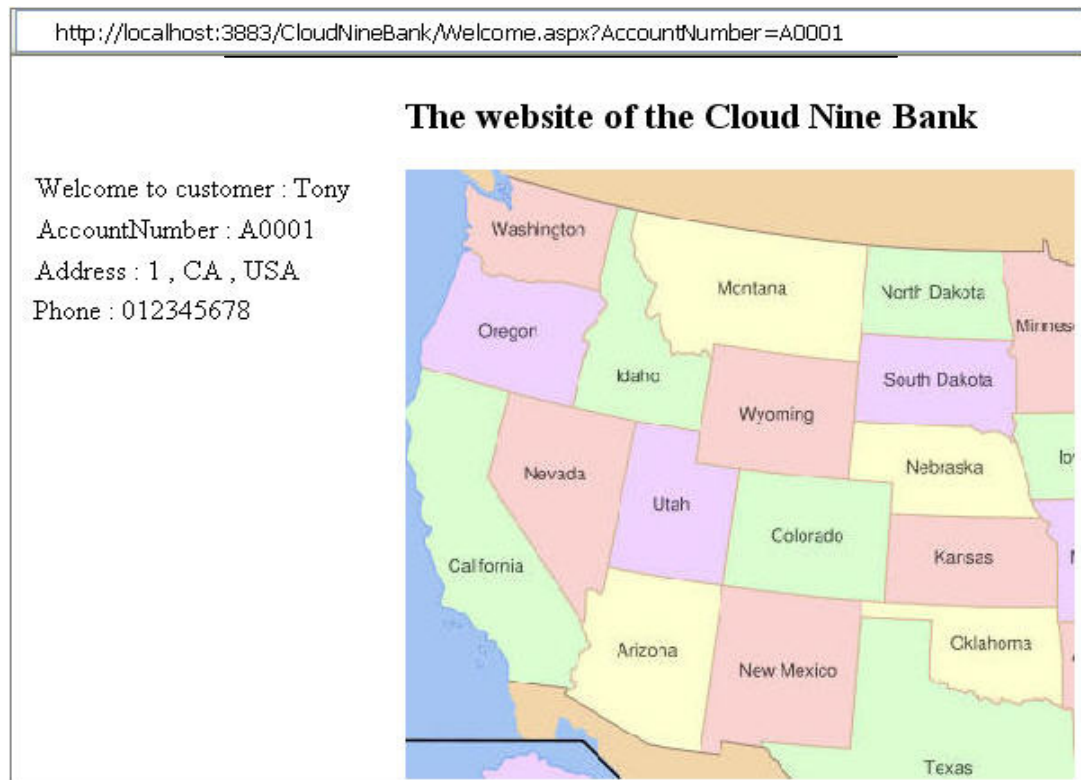 http://localhost:3883/CloudNineBank/Welcome.aspx?AccountNumber=A0001
The website of the Cloud Nine Bank
Welcome to customer : Tony
AccountNumber : A0001
Address : 1 , CA , USA
Phone : 012345678
Washington
Montana
North Dakota
Oregon
Idaho
South Dakota
Wyoming
Nebraska
Nevada
Utah
Colorado
Kansas
California
Arizona
New Mexico
Oklahoma
Texas